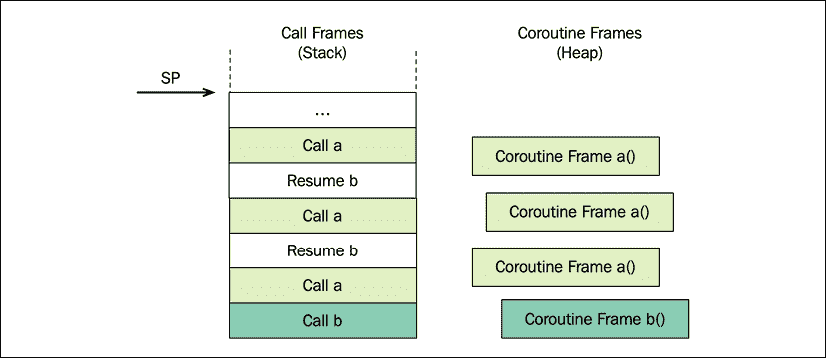 Call Frames
(Stack)
Coroutine Frames
(Heap)
SP
...
Call a
Coroutine Frame a()
Resume b
Call a
Coroutine Frame a()
Resume b
Coroutine Frame a()
Call a
Call b
Coroutine Frame b()